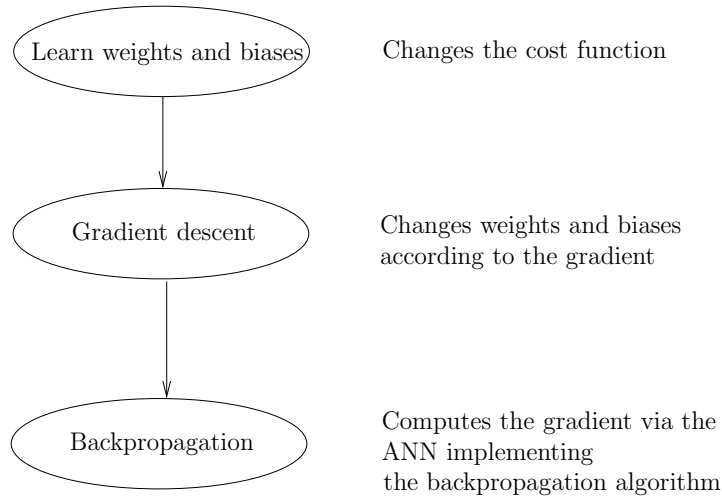 Learn weights and biases
Changes the cost function
Gradient descent
Changes weights and biases
according to the gradient
Backpropagation
Computes the gradient via the
ANN implementing
the backpropagation algorithm